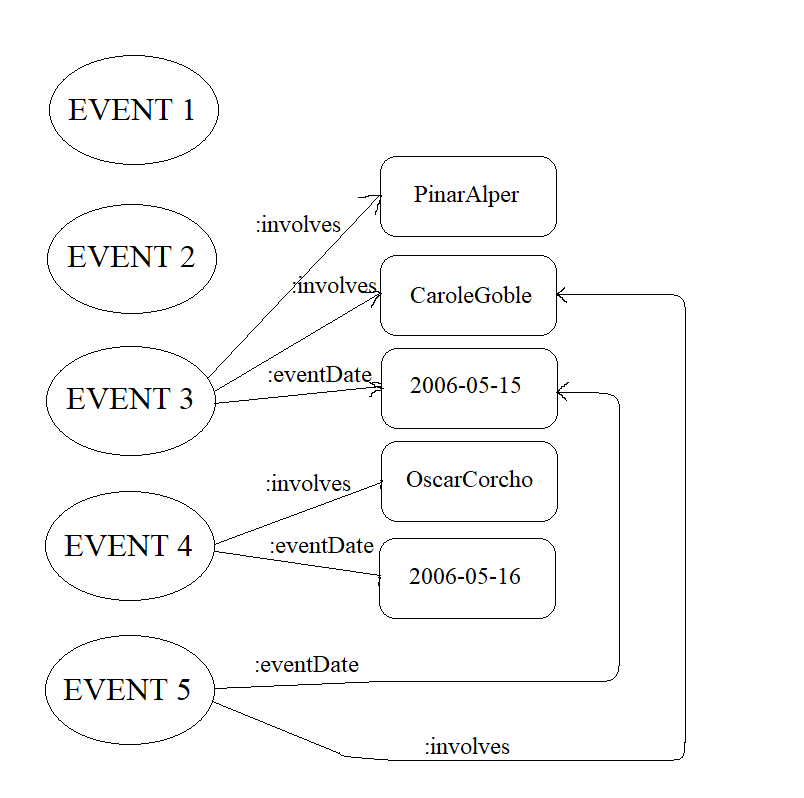 EVENT 1
PinarAlper
:involves
EVENT 2
:involves
CaroleGoble
:eventDate
2006-05-15
EVENT 3
:involves
OscarCorcho
EVENT 4
:eventDate
2006-05-16
:eventDate
EVENT 5
:involves